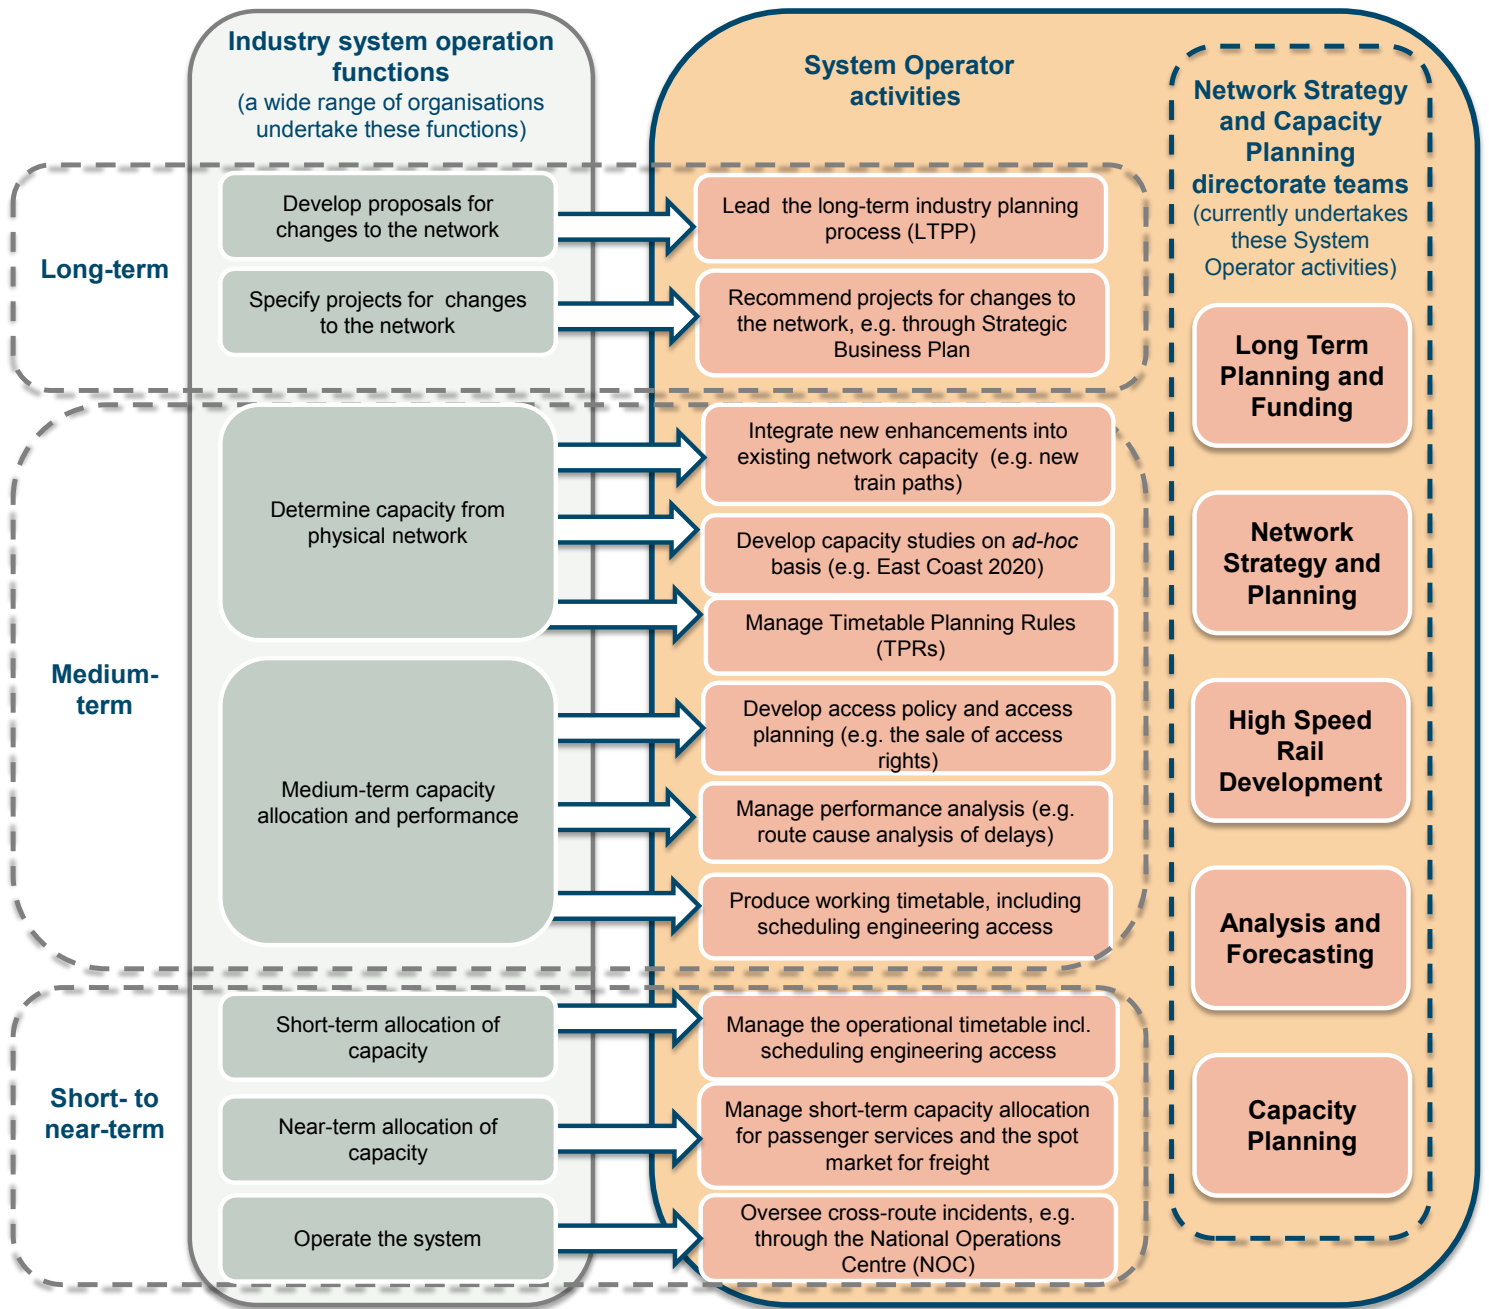 Industry system operation
functions
(a wide range of organisations
undertake these functions)
System Operator
activities
Network Strategy
and Capacity
Planning
directorate teams
(currently undertakes
these System
Operator activities)
Long-term
Develop proposals for
changes to the network
Lead  the long-term industry planning
process (LTPP)
Specify projects for  changes
to the network
Recommend projects for changes to
the network, e.g. through Strategic
Business Plan
Medium-
term
Determine capacity from
physical network
Integrate new enhancements into
existing network capacity  (e.g. new
train paths)
Develop capacity studies on ad-hoc
basis (e.g. East Coast 2020)
Manage Timetable Planning Rules
(TPRs)
Medium-term capacity
allocation and performance
Develop access policy and access
planning (e.g. the sale of access
rights)
Manage performance analysis (e.g.
route cause analysis of delays)
Produce working timetable, including
scheduling engineering access
Short- to
near-term
Short-term allocation of
capacity
Manage the operational timetable incl.
scheduling engineering access
Near-term allocation of
capacity
Manage short-term capacity allocation
for passenger services and the spot
market for freight
Operate the system
Oversee cross-route incidents, e.g.
through the National Operations
Centre (NOC)
Long Term
Planning and
Funding
Network
Strategy and
Planning
High Speed
Rail
Development
Analysis and
Forecasting
Capacity
Planning